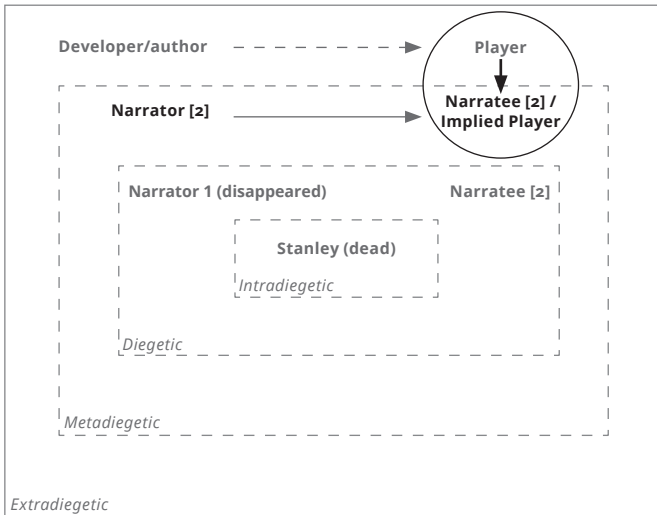 Developer/author
Player
Narrator [2]
Narratee [2] /
Implied Player
Narrator 1 (disappeared)
Narratee [2]
Stanley (dead)
Intradiegetic
Diegetic
Metadiegetic
Extradiegetic